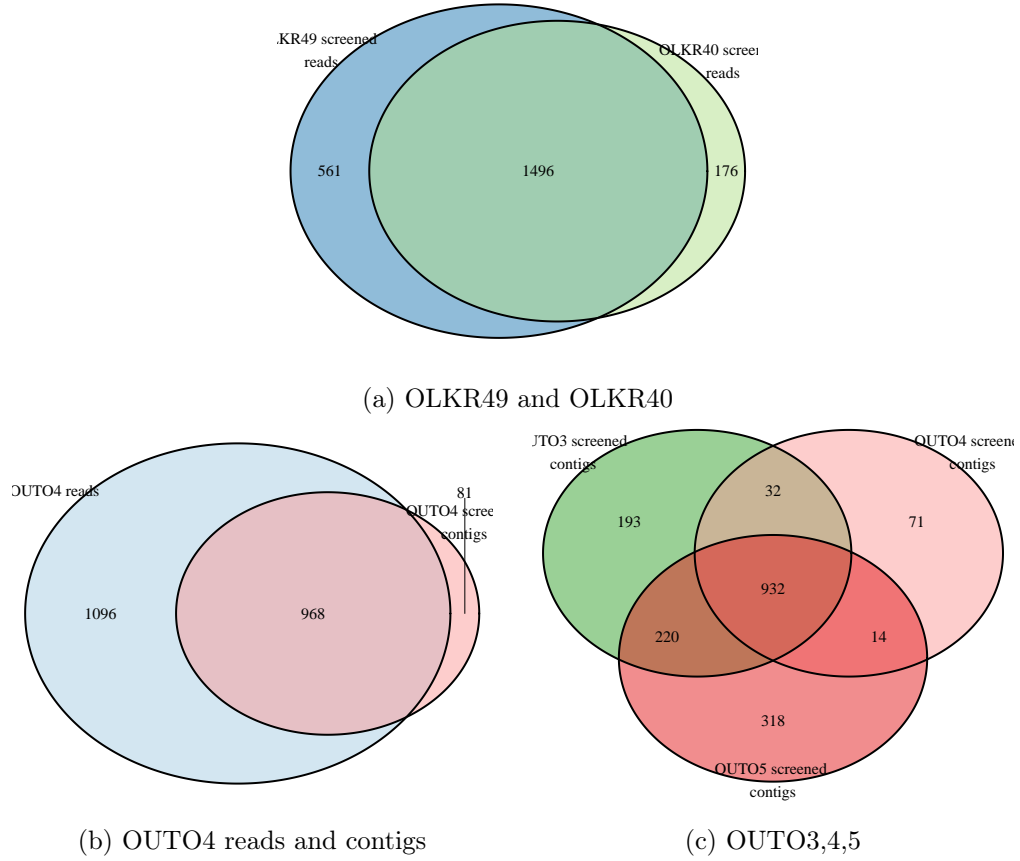 KR49 screened
reads
OLKR40 screen
reads
561
1496
176
(a) OLKR49 and OLKR40
OUTO4 reads
81
OUTO4 scree
contigs
1096
968
(b) OUTO4 reads and contigs
UTO3 screened
contigs
OUTO4 screene
contigs
32
193
71
932
220
14
318
OUTO5 screened
contigs
(c) OUTO3,4,5